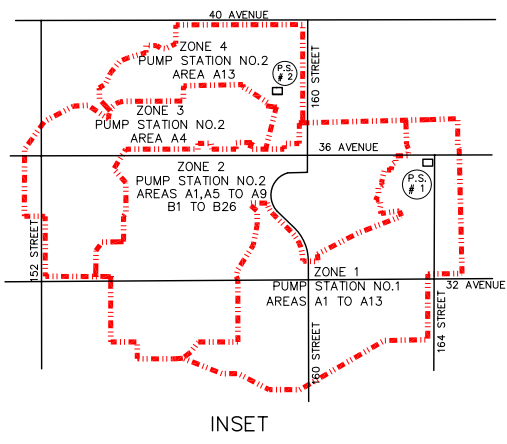 40 AVENUE
ZONE 4
PUMP STATION NO.2
AREA A13
P.S.
# 2
160 STREET
ZONE 3
PUMP STATION NO.2
AREA A4
36 AVENUE
ZONE 2
PUMP STATION NO.2
AREAS A1,A5 TO A9
B1 TO B26
P.S.
# 1
152 STREET
ZONE 1
PUMP STATION NO.1
AREAS A1 TO A13
32 AVENUE
160 STREET
164 STREET
INSET